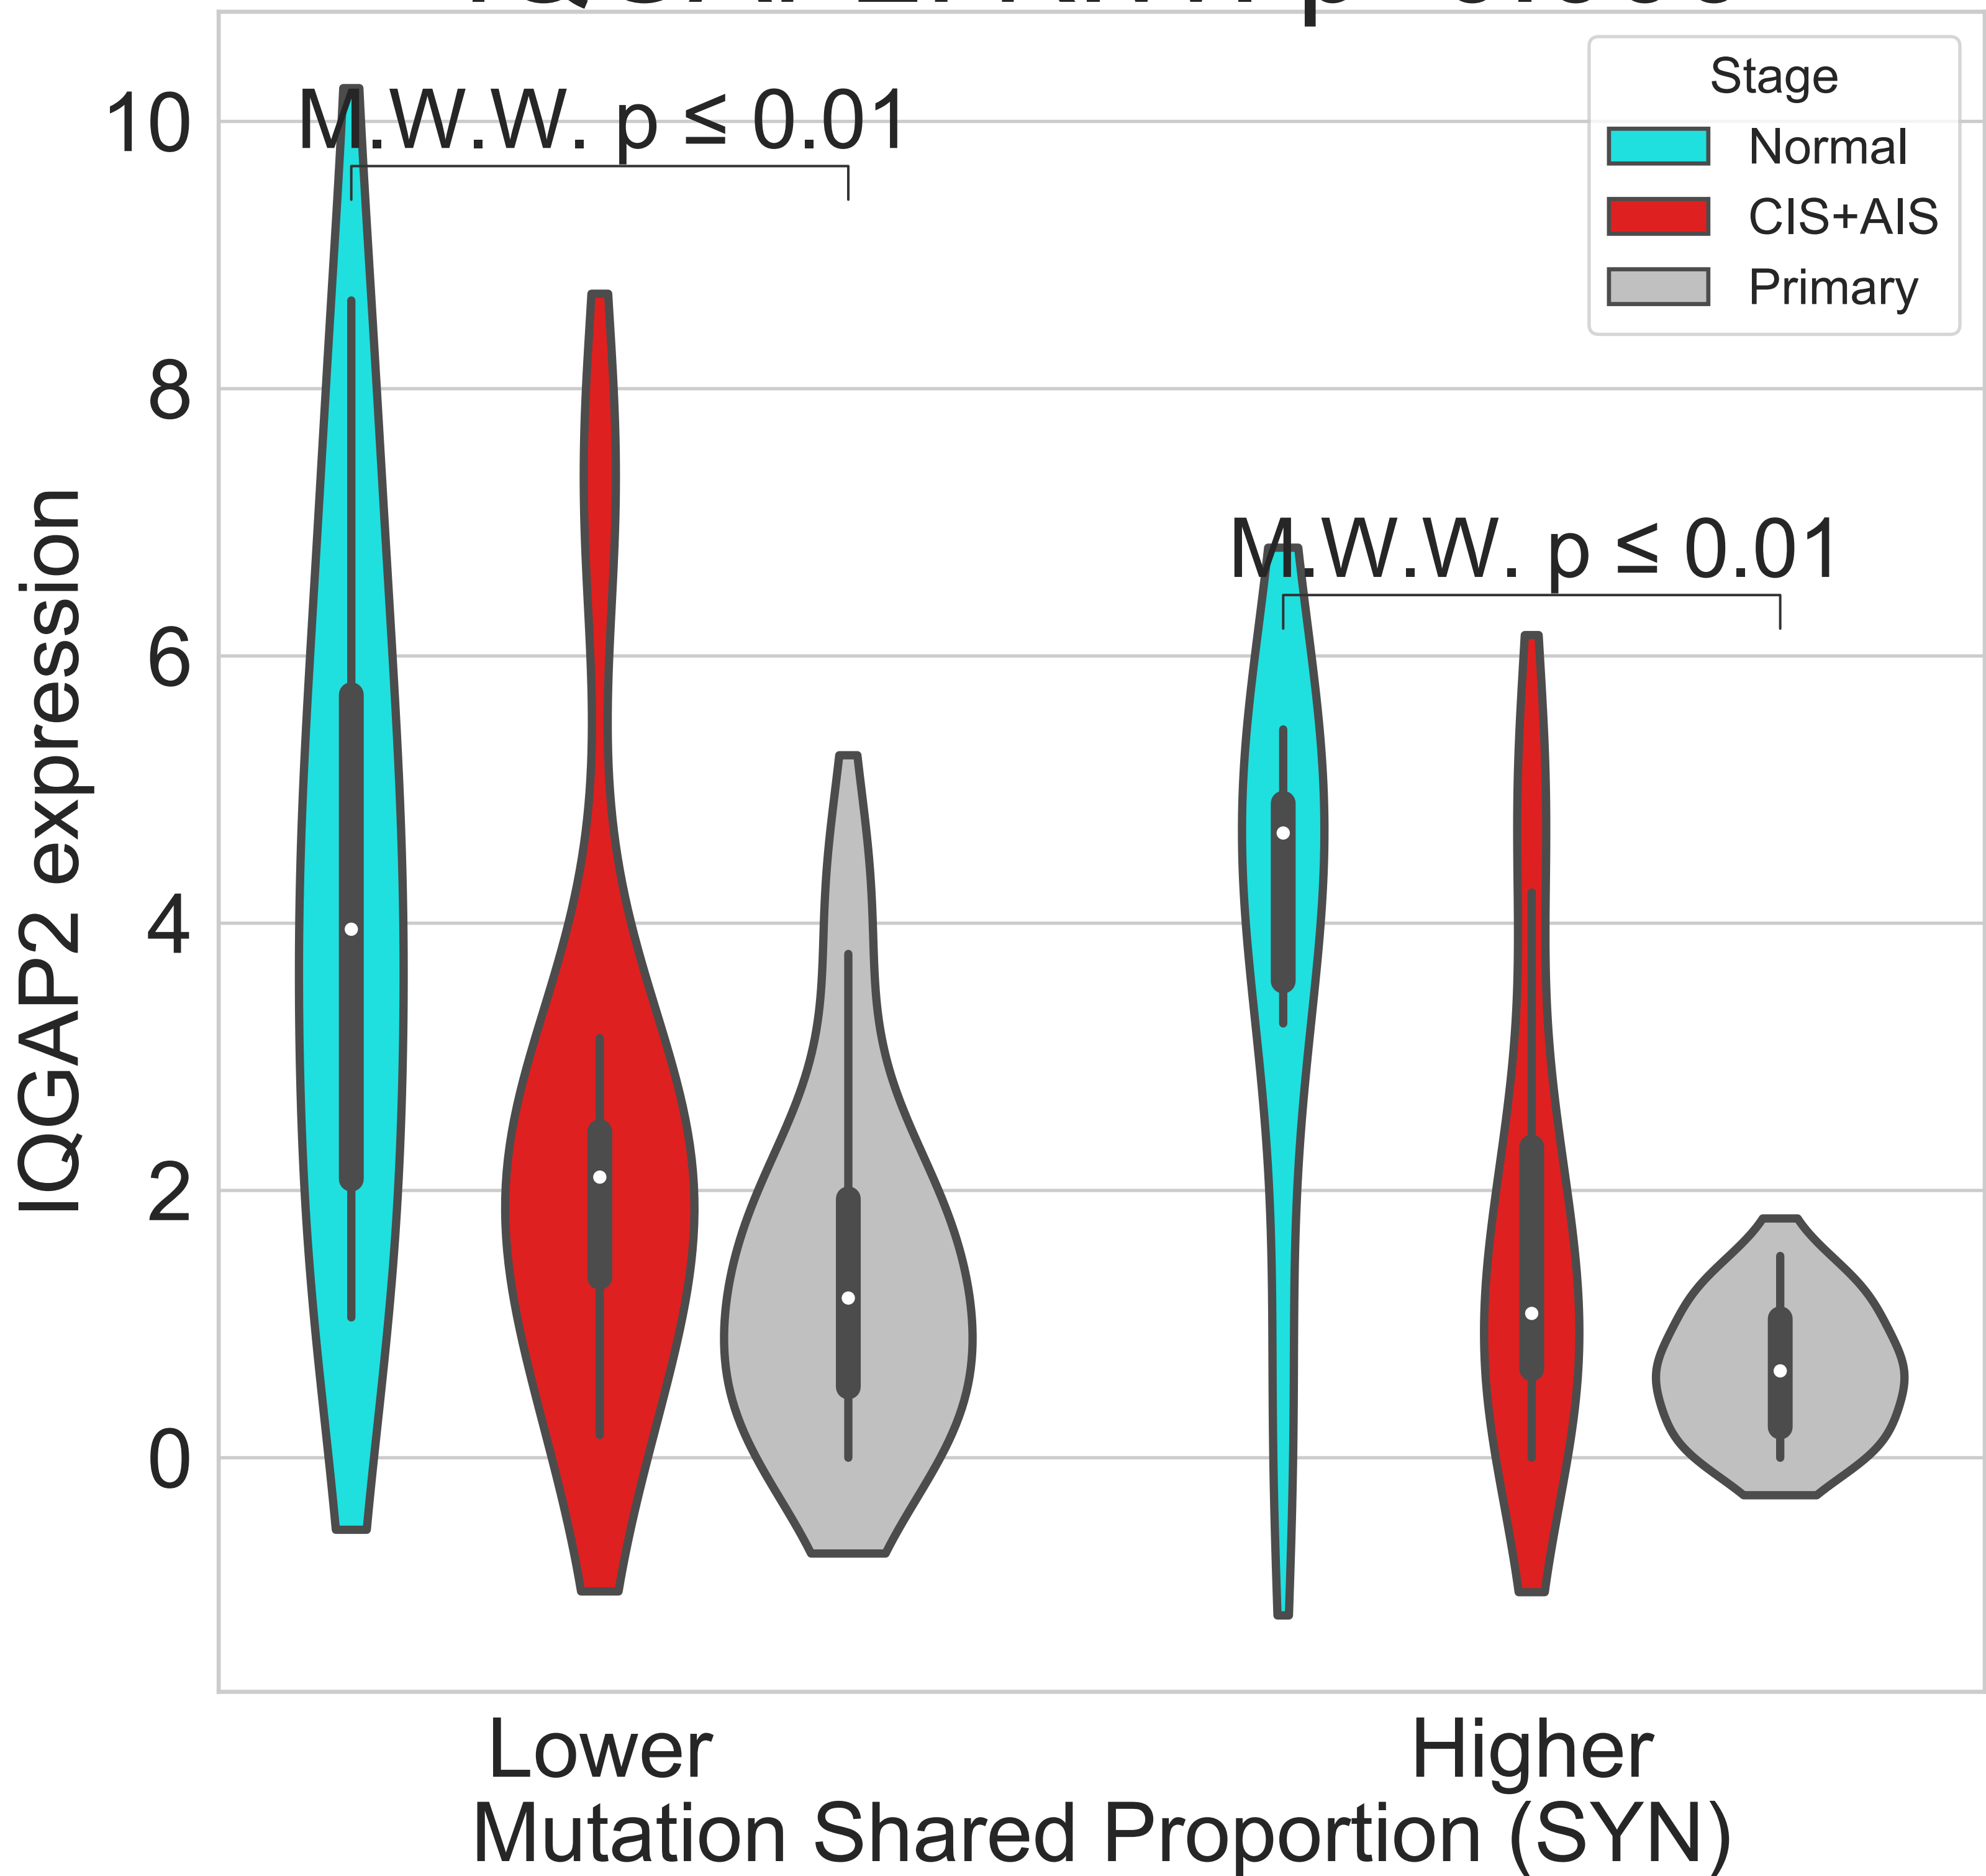 Stage
Normal
CIS+AIS
Primary
M.W.W. p ≤ 0.01
M.W.W. p ≤ 0.01
10
8
6
4
2
0
IQGAP2 expression
Lower
Higher
Mutation Shared Proportion (SYN)